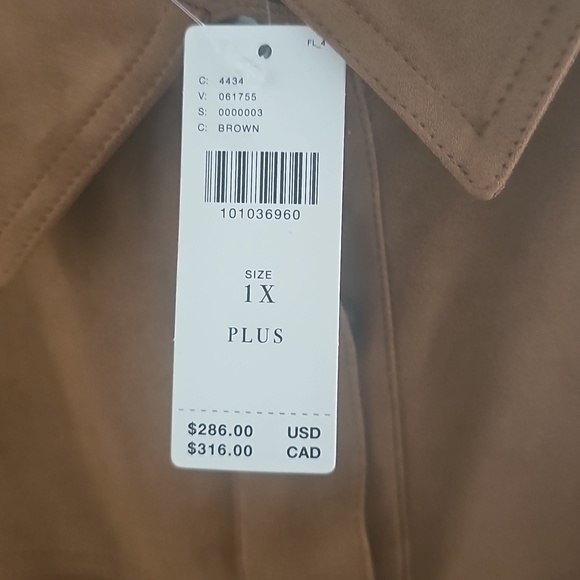 FL_4
C: 4434
V: 061755
S: 0000003
C: BROWN
101036960
SIZE
1X
PLUS
$286.00 USD
$316.00 CAD